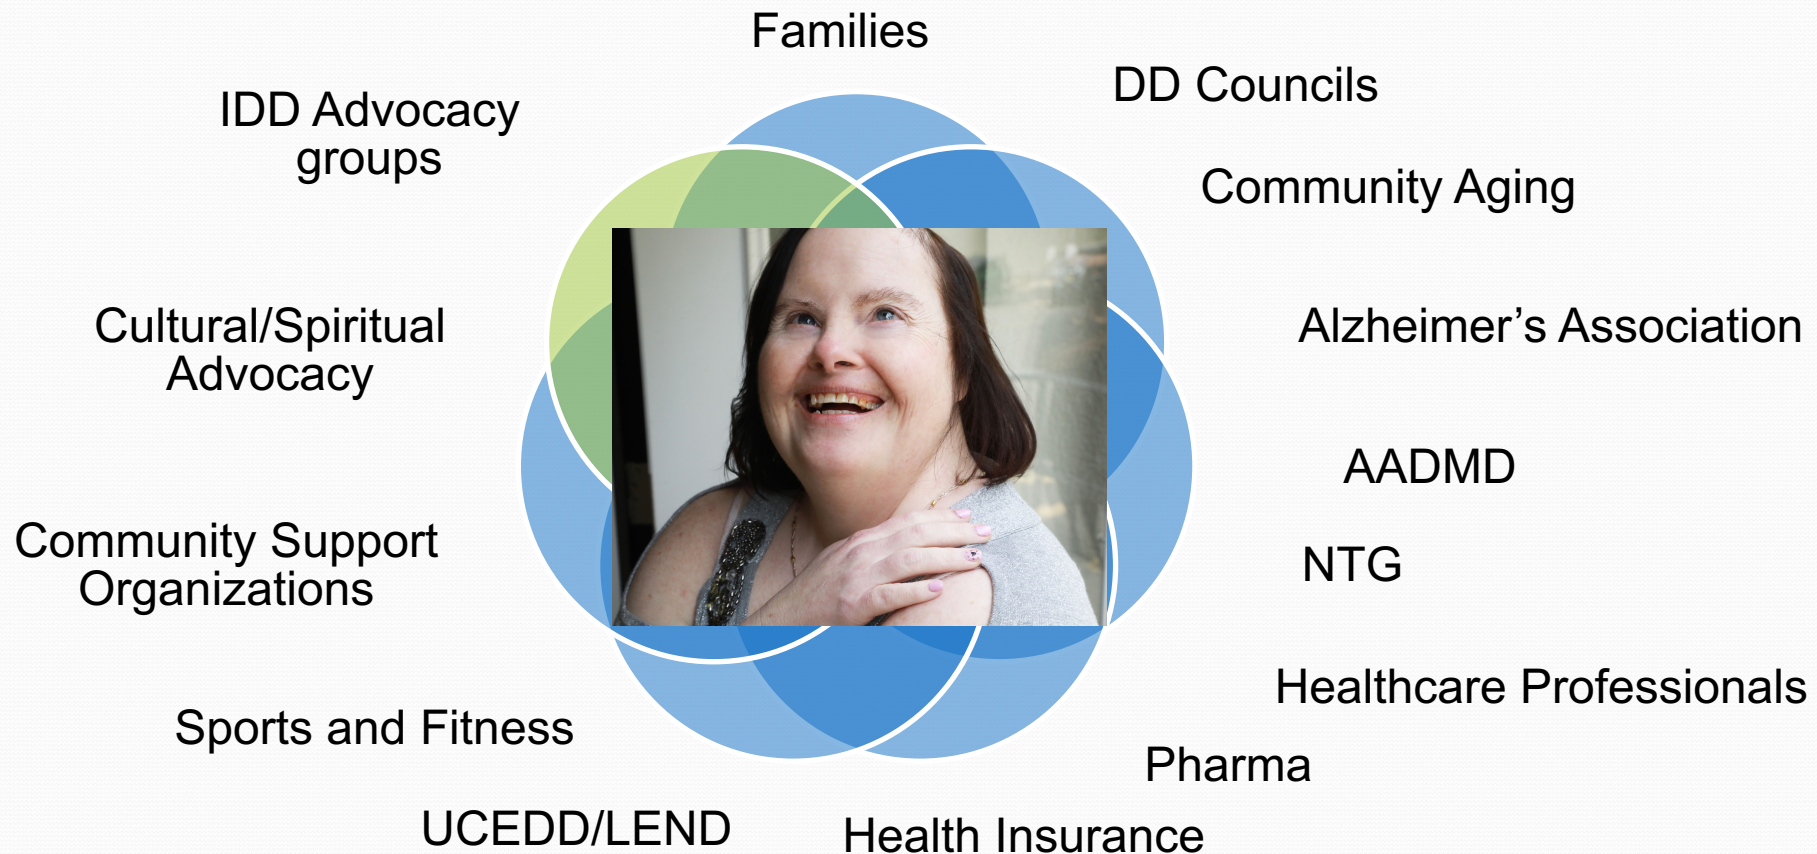 Families
DD Councils
IDD Advocacy
groups
Community Aging
Cultural/Spiritual
Advocacy
Alzheimer’s Association
AADMD
Community Support
Organizations
NTG
Healthcare Professionals
Sports and Fitness
Pharma
UCEDD/LEND
Health Insurance